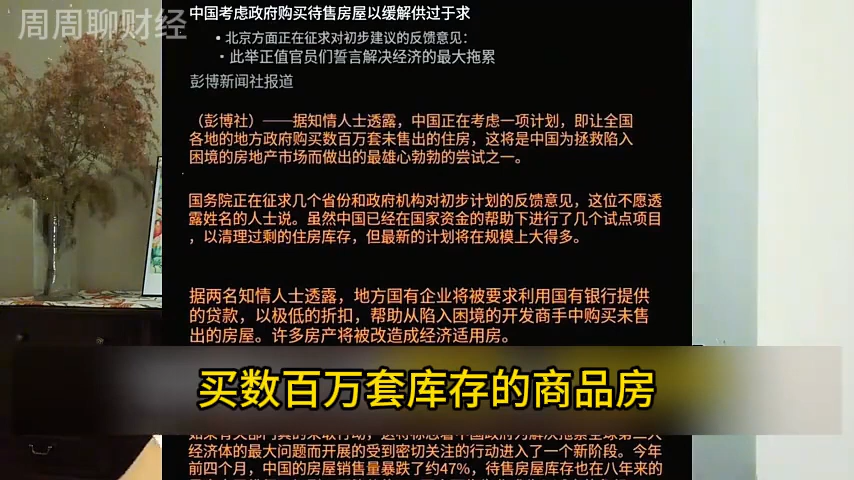 周周聊财经
中国考虑政府购买待售房屋以缓解供过于求
• 北京方面正在征求对初步建议的反馈意见：
• 此举正值官员们誓言解决经济的最大拖累
彭博新闻社报道
（彭博社）——据知情人士透露，中国正在考虑一项计划，即让全国
各地的地方政府购买数百万套未售出的住房，这将是中国为拯救陷入
困境的房地产市场而做出的最雄心勃勃的尝试之一。
国务院正在征求几个省份和政府机构对初步计划的反馈意见，这位不愿透
露姓名的人士说。虽然中国已经在国家资金的帮助下进行了几个试点项目
，以清理过剩的住房库存，但最新的计划将在规模上大得多。
据两名知情人士透露，地方国有企业将被要求利用国有银行提供
的贷款，以极低的折扣，帮助从陷入困境的开发商手中购买未售
出的房屋。许多房产将被改造成经济适用房。
买数百万套库存的商品房
经济体的最大问题而开展的受到密切关注的行动进入了一个新阶段。今年
前四个月，中国的房屋销售量暴跌了约47%，待售房屋库存也在八年来的